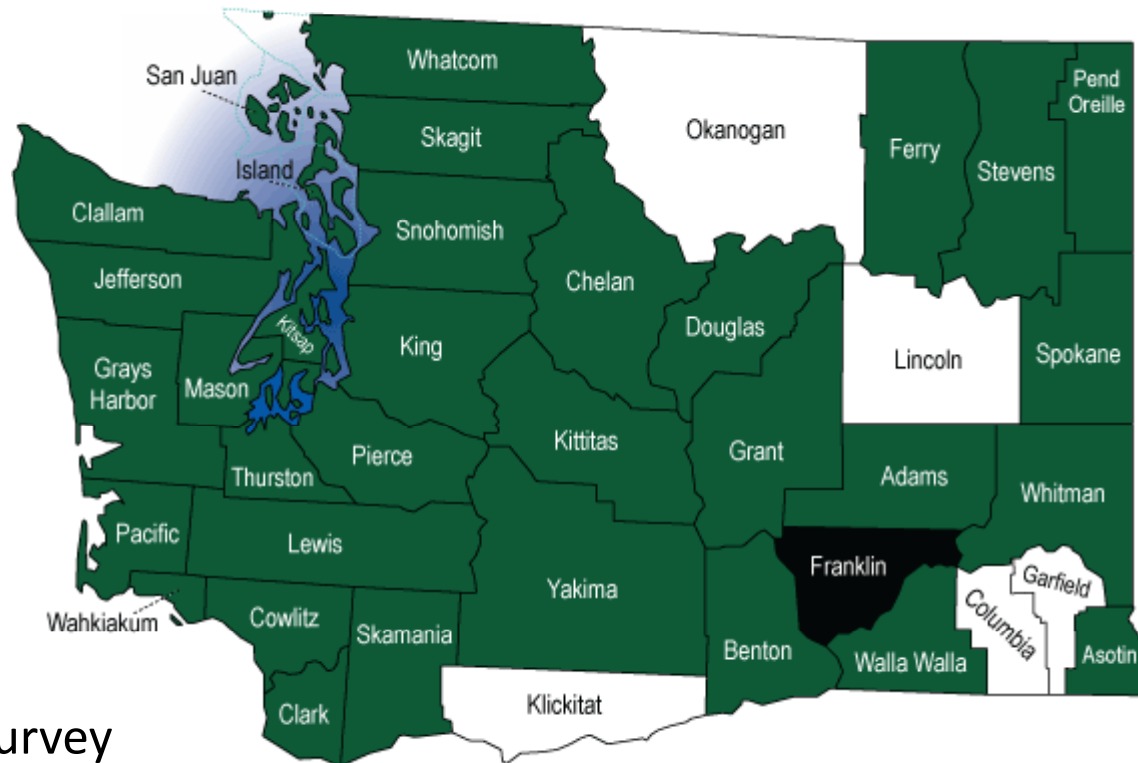 Whatcom
San Juan
Pend
Oreille
Okanogan
Skagit
Ferry
Island
Stevens
Clallam
Snohomish
Jefferson
Chelan
Kitsap
Douglas
King
Lincoln
Spokane
Grays
Harbor
Mason
Kittitas
Grant
Pierce
Thurston
Adams
Whitman
Pacific
Lewis
Franklin
Garfield
Yakima
Wahkiakum
Cowlitz
Columbia
Skamania
Benton
Walla Walla
Asotin
Klickitat
Clark
urvey